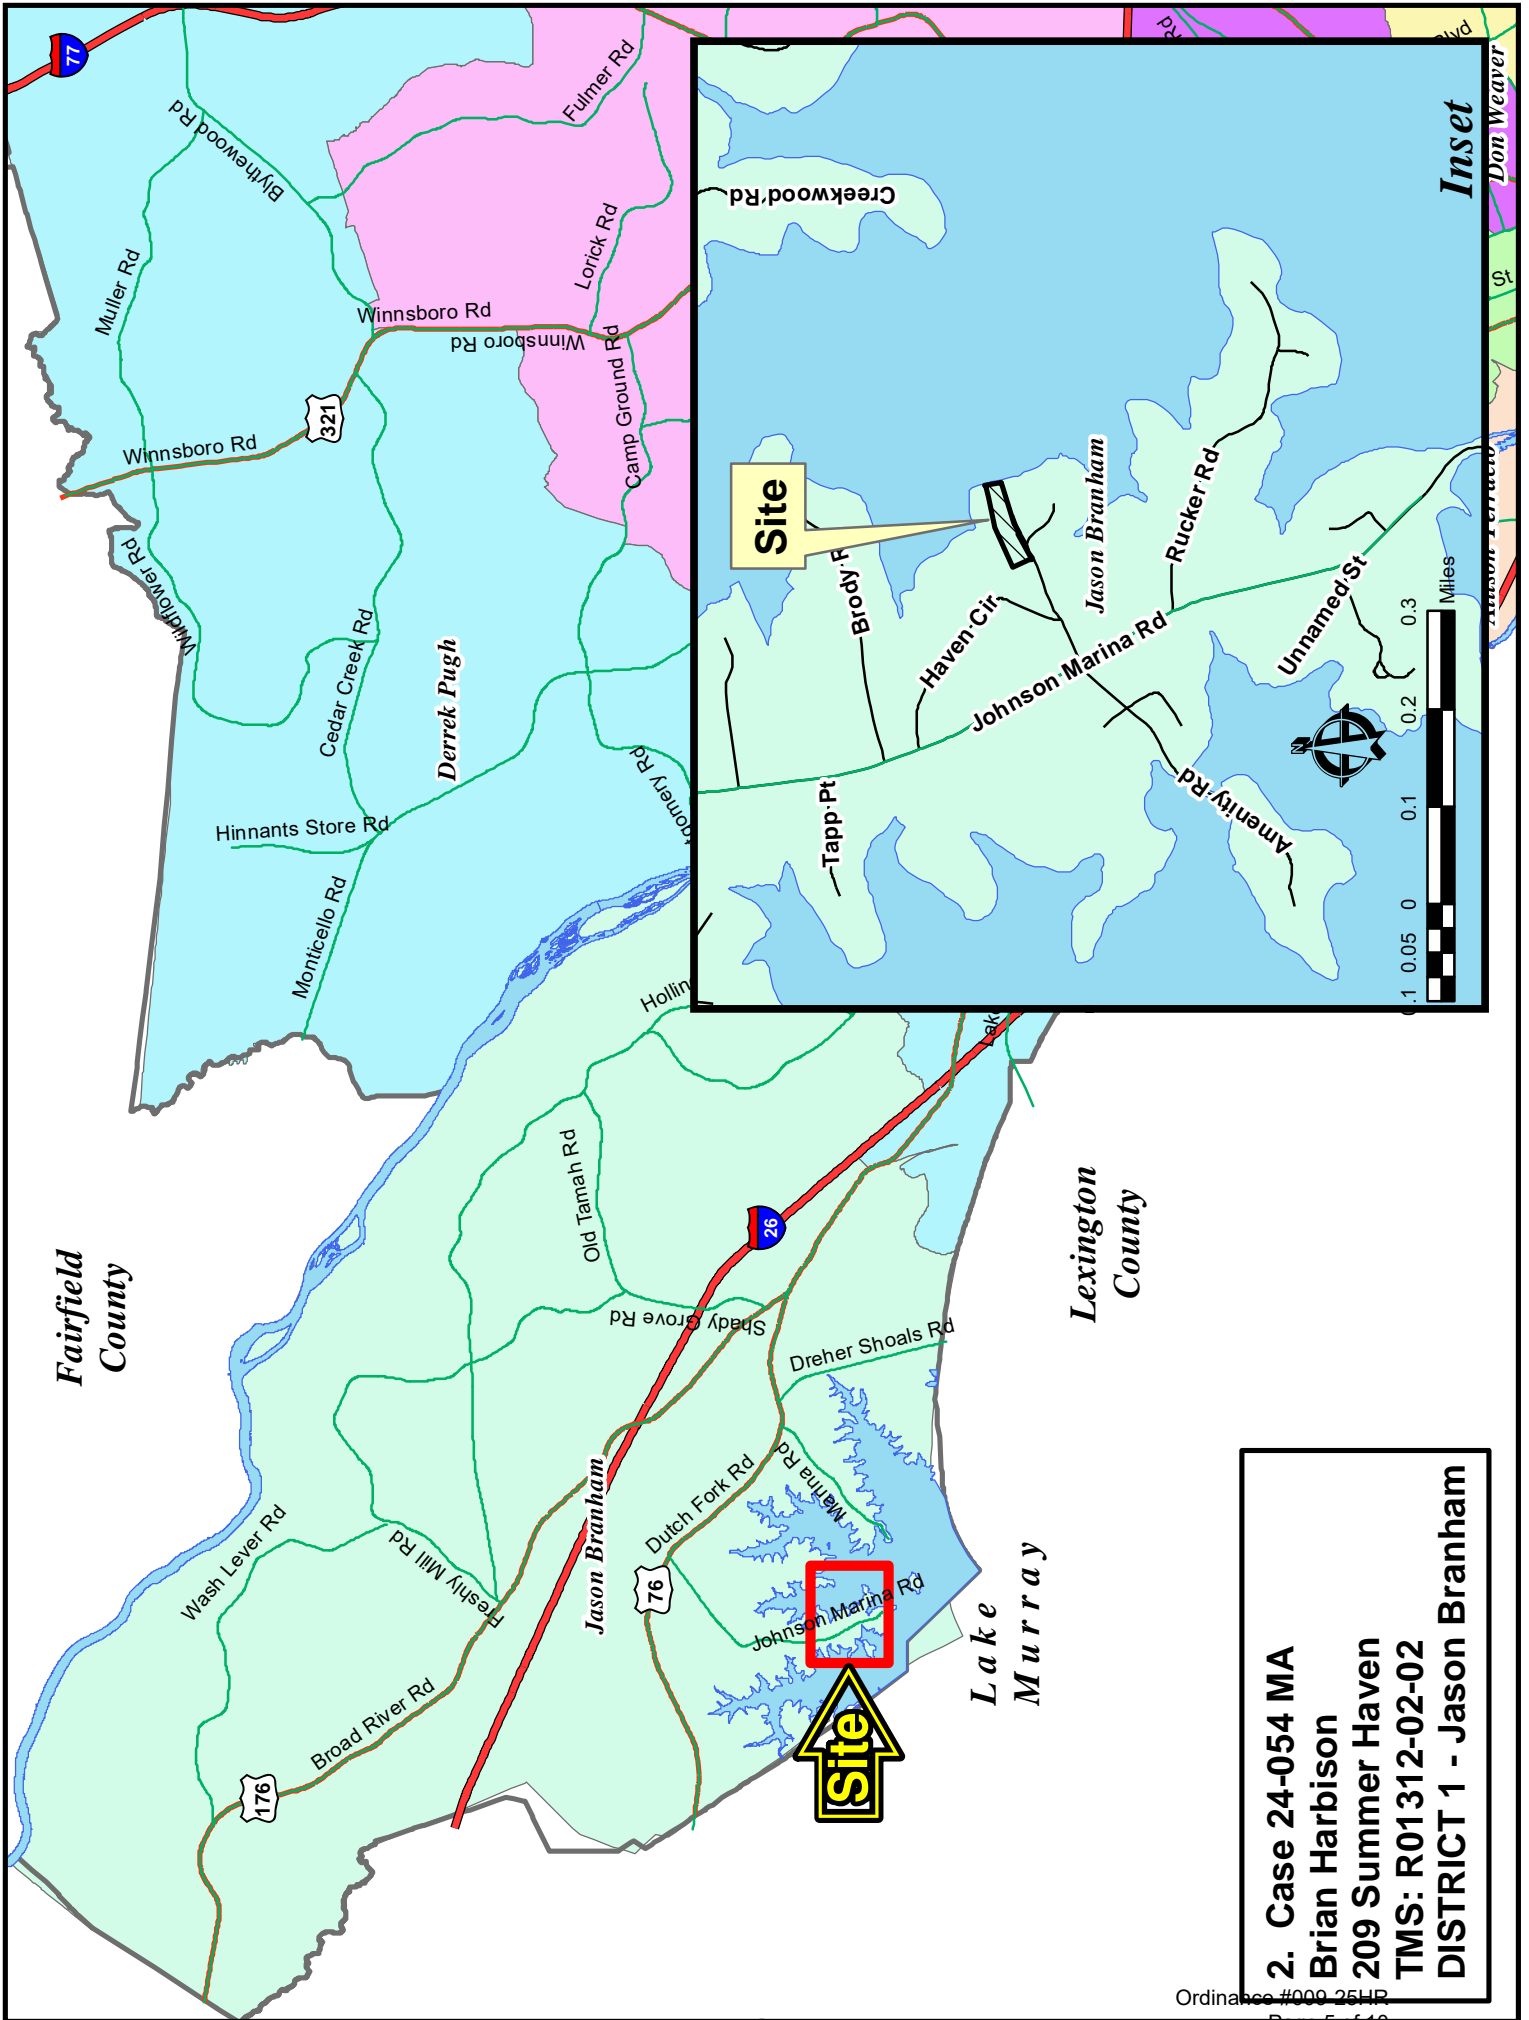 Fairfield
County
77
Blythewood Rd
Fulmer Rd
Muller Rd
Lorick Rd
Winnsboro Rd
Winnsboro Rd
Camp Ground Rd
321
Winnsboro Rd
Wildflower Rd
Cedar Creek Rd
Derrek Pugh
Hinnants Store Rd
Monticello Rd
Old Tamah Rd
26
Shady Grove Rd
Dreher Shoals Rd
Lexington
County
Wash Lever Rd
Freshly Mill Rd
Jason Branham
Dutch Fork Rd
Marina Rd
76
Johnson Marina Rd
Broad River Rd
176
Lake
Murray
Site
Rd
Blvd
Don Weaver
St
Inset
Creekwood Rd
Site
Brody R
Haven Cir
Jason Branham
Rucker Rd
Johnson Marina Rd
Unnamed St
Tapp Pt
Amenity Rd
N
0.1 0.05 0 0.1 0.2 0.3
Miles
2. Case 24-054 MA
Brian Harbison
209 Summer Haven
TMS: R01312-02-02
DISTRICT 1 - Jason Branham
Ordinance #009-25HR